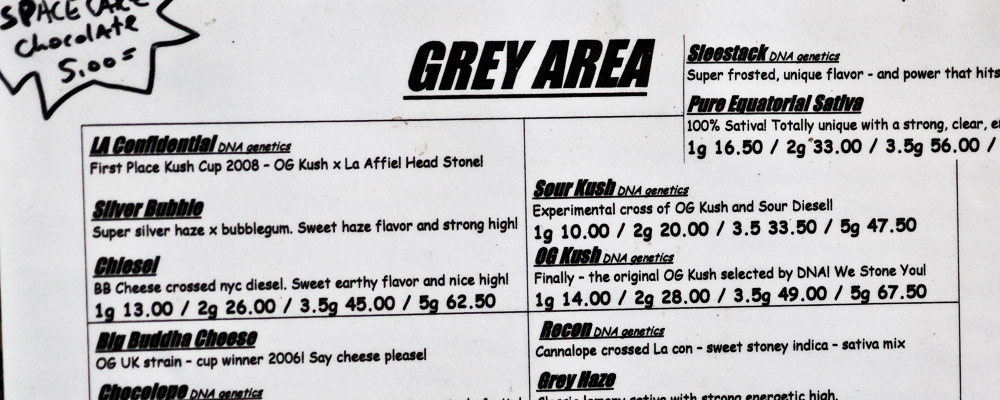 SPACE CAKE
Chocolate
5.00=
GREY AREA
LA Confidential DNA genetics
First Place Kush Cup 2008 - OG Kush x La Affiel Head Stone!
Silver Bubble
Super silver haze x bubblegum. Sweet haze flavor and strong high!
Chiesel
BB Cheese crossed nyc diesel. Sweet earthy flavor and nice high!
1g 13.00 / 2g 26.00 / 3.5g 45.00 / 5g 62.50
Big Buddha Cheese
OG UK strain - cup winner 2006! Say cheese please!
Chocolope DNA genetics
Sleestack DNA genetics
Super frosted, unique flavor - and power that hits
Pure Equatorial Sativa
100% Sativa! Totally unique with a strong, clear,
1g 16.50 / 2g 33.00 / 3.5g 56.00 /
Sour Kush DNA genetics
Experimental cross of OG Kush and Sour Diesel!
1g 10.00 / 2g 20.00 / 3.5 33.50 / 5g 47.50
OG Kush DNA genetics
Finally - the original OG Kush selected by DNA! We Stone You!
1g 14.00 / 2g 28.00 / 3.5g 49.00 / 5g 67.50
Recon DNA genetics
Cannalope crossed La con - sweet stoney indica - sativa mix
Grey Haze
Classic lemony sativa with strong energetic high.